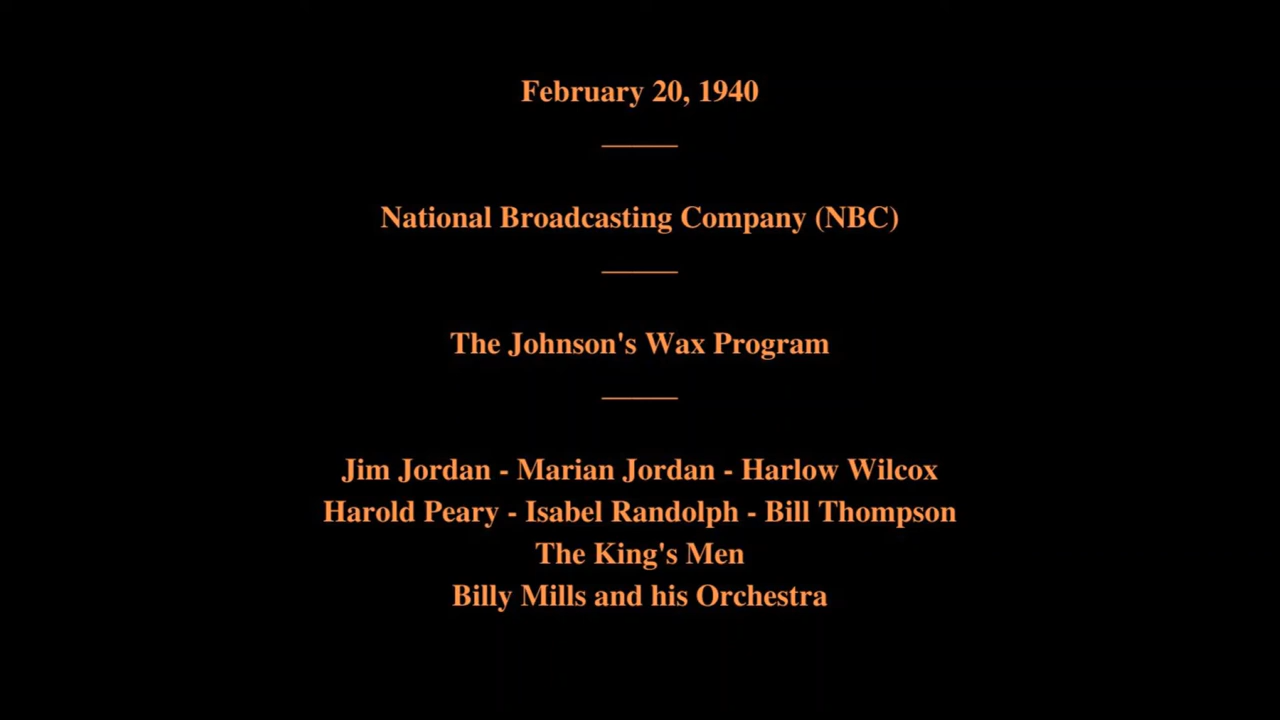 February 20, 1940
National Broadcasting Company (NBC)
The Johnson's Wax Program
Jim Jordan - Marian Jordan - Harlow Wilcox
Harold Peary - Isabel Randolph - Bill Thompson
The King's Men
Billy Mills and his Orchestra